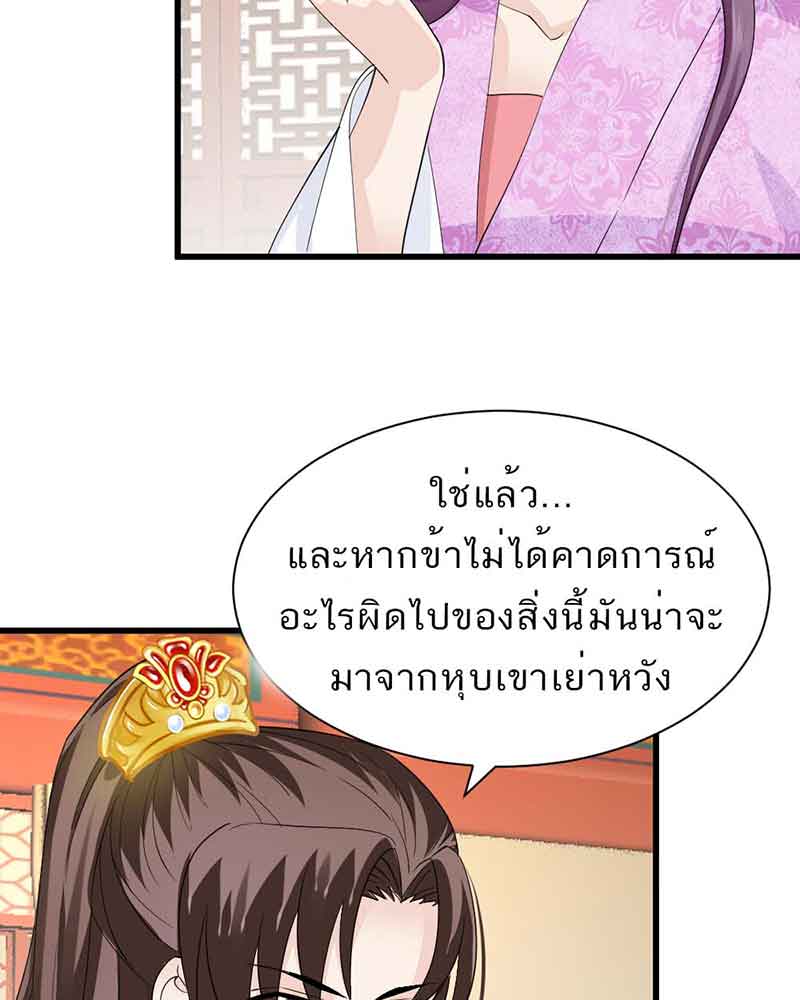 ใช่แล้ว...
และหากข้าไม่ได้คาดการณ์
อะไรผิดไปของสิ่งนี้มันน่าจะ
มาจากหุบเขาเย่าหวัง